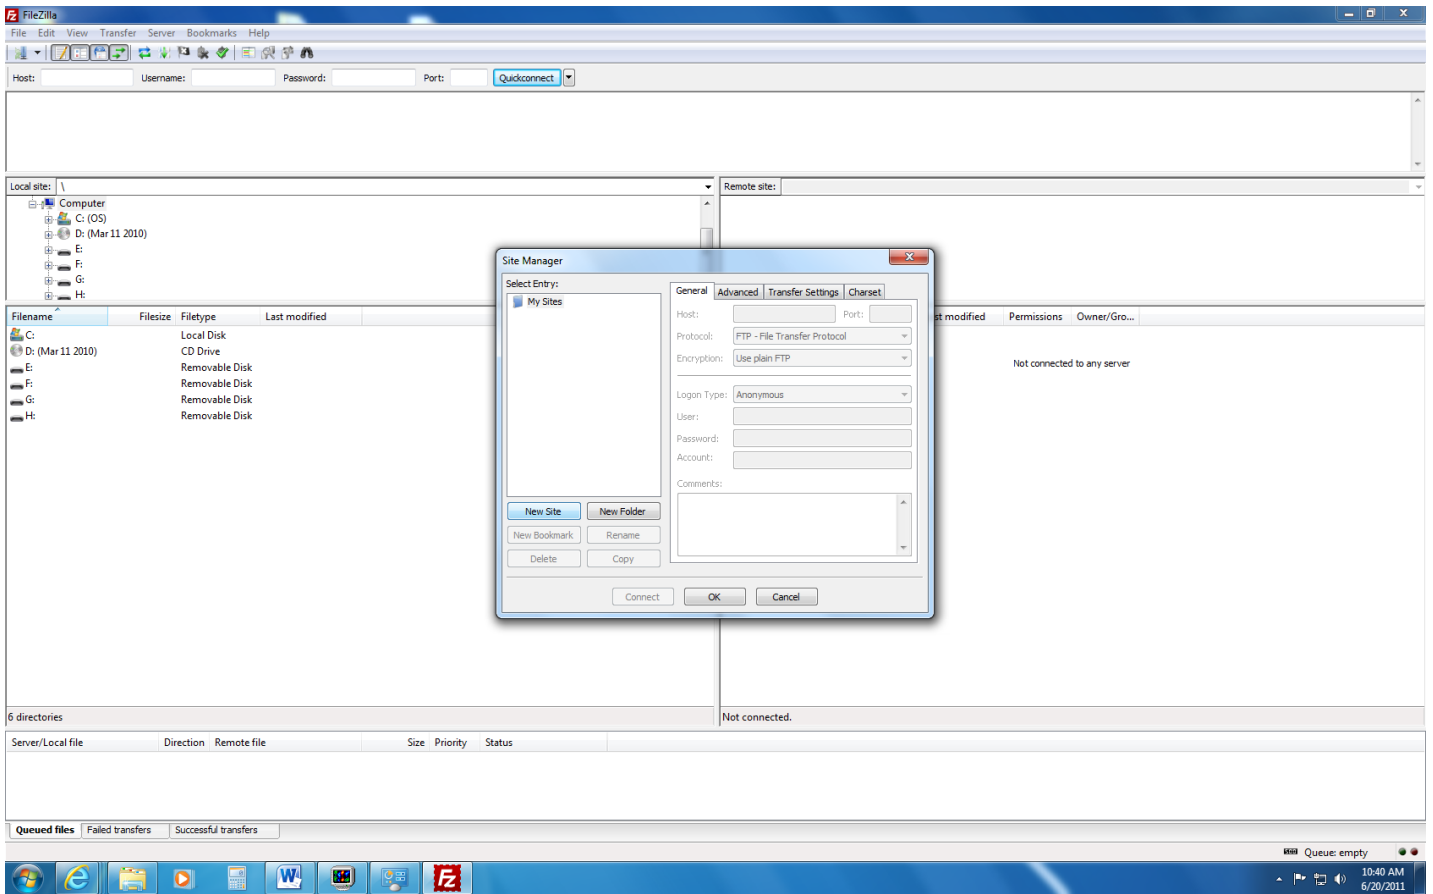 FileZilla
File Edit View Transfer Server Bookmarks Help
Host: Username: Password: Port: Quickconnect
Local site: \
Computer
C: (OS)
D: (Mar 11 2010)
E:
F:
G:
H:
Remote site:
Filename Filesize Filetype Last modified
C: Local Disk
D: (Mar 11 2010) CD Drive
E: Removable Disk
F: Removable Disk
G: Removable Disk
H: Removable Disk
6 directories
Site Manager
Select Entry:
My Sites
New Site New Folder
New Bookmark Rename
Delete Copy
General Advanced Transfer Settings Charset
Host: Port:
Protocol: FTP - File Transfer Protocol
Encryption: Use plain FTP
Logon Type: Anonymous
User:
Password:
Account:
Comments:
Connect OK Cancel
st modified Permissions Owner/Gro...
Not connected to any server
Not connected.
Server/Local file Direction Remote file Size Priority Status
Queued files Failed transfers Successful transfers
Queue: empty
10:40 AM
6/20/2011